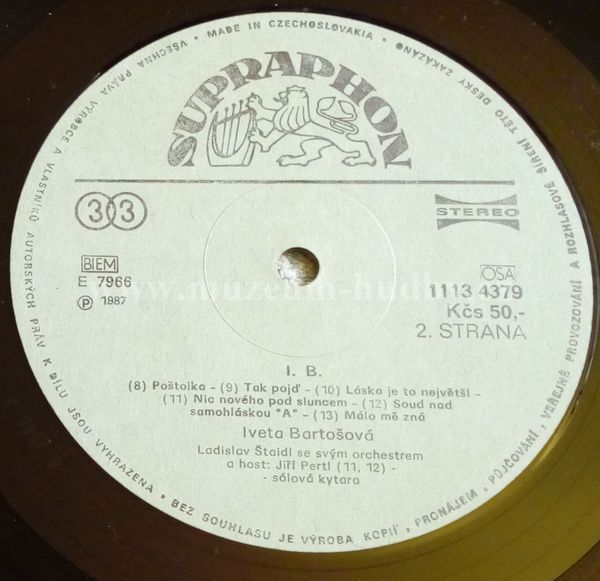 VŠECHNA PRÁVA VÝROBCE A VLASTNÍKŮ AUTORSKÝCH PRÁV K DÍLU JSOU VYHRAZENA • BEZ SOUHLASU JE VÝROBA KOPIÍ, PRONÁJEM, PŮJČOVÁNÍ, VEŘEJNÉ PROVOZOVÁNÍ A ROZHLASOVÉ ŠÍŘENÍ TÉTO DESKY ZAKÁZÁNO • MADE IN CZECHOSLOVAKIA •
SUPRAPHON
33
STEREO
BIEM
E 7966
Ⓟ 1987
OSA
1113 4379
Kčs 50,-
2. STRANA
www.muzeum-hud
I. B.
(8) Poštolka - (9) Tak pojď - (10) Láska je to největší -
(11) Nic nového pod sluncem - (12) Soud nad
samohláskou "A" - (13) Málo mě zná
Iveta Bartošová
Ladislav Štaidl se svým orchestrem
a host: Jiří Pertl (11, 12) -
- sólová kytara